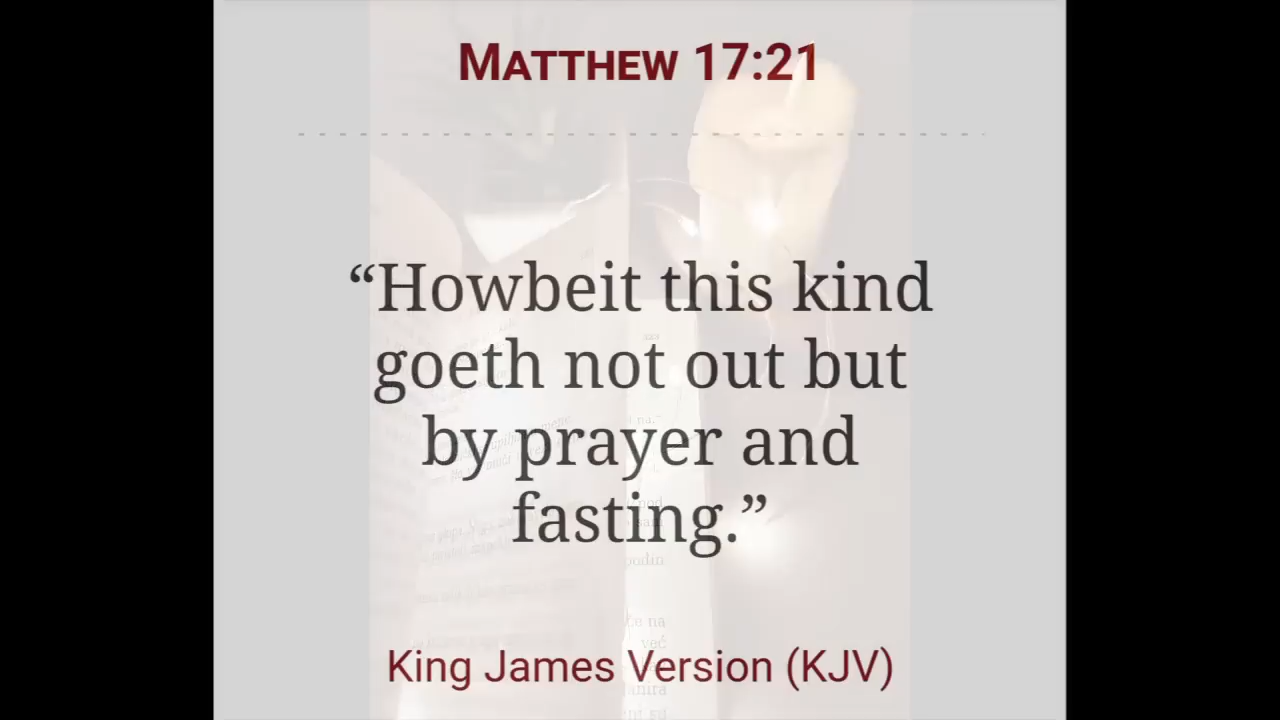 Matthew 17:21
“Howbeit this kind
goeth not out but
by prayer and
fasting.”
King James Version (KJV)